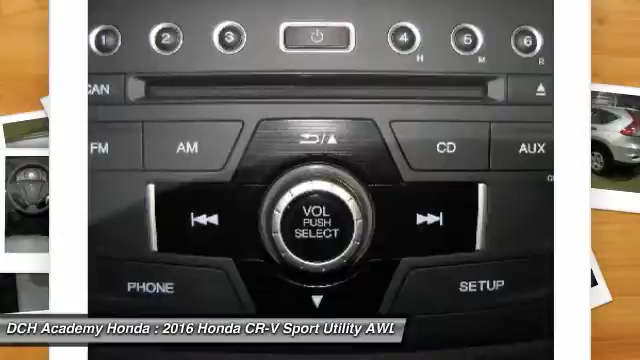 1 2 3 4 5 6
H M R
CAN
FM AM CD AUX
VOL
PUSH
SELECT
PHONE SETUP
DCH Academy Honda : 2016 Honda CR-V Sport Utility AWD